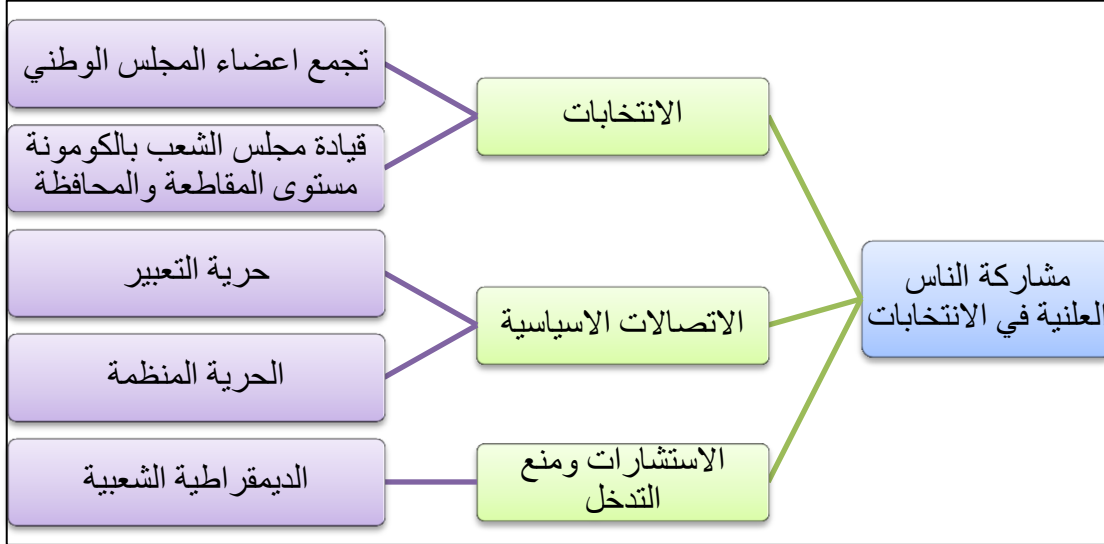 مشاركة الناس
العلنية في الانتخابات
الانتخابات
تجمع اعضاء المجلس الوطني
قيادة مجلس الشعب بالكومونة
مستوى المقاطعة والمحافظة
الاتصالات الاسياسية
حرية التعبير
الحرية المنظمة
الاستشارات ومنع
التدخل
الديمقراطية الشعبية